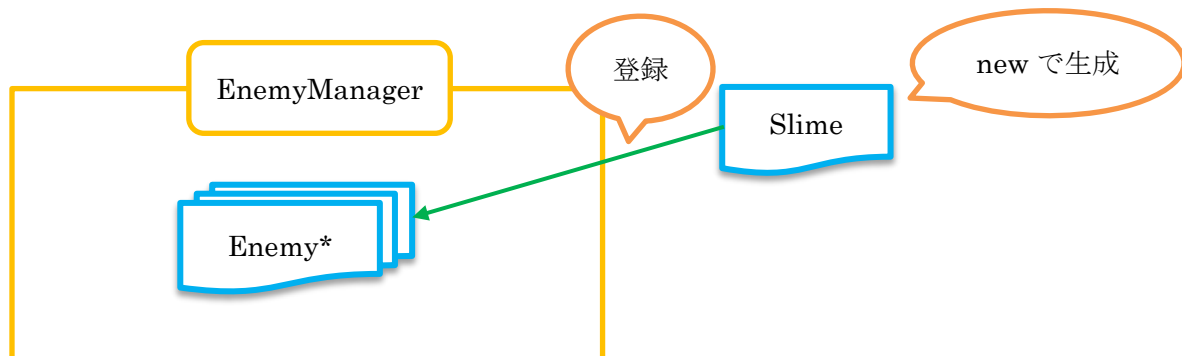 EnemyManager
登録
new で生成
Slime
Enemy*